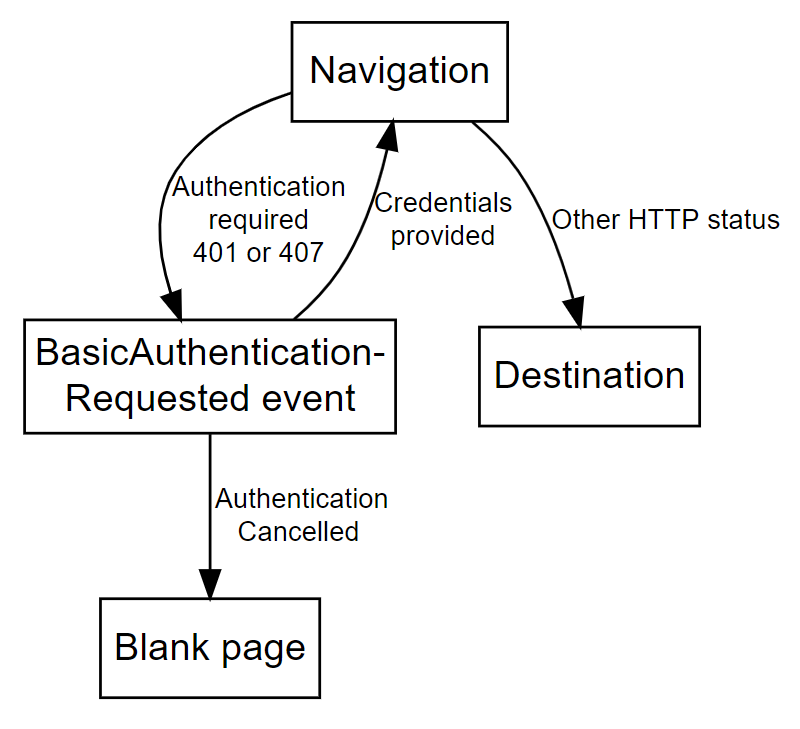 Navigation
Authentication
required
401 or 407
Credentials
provided
Other HTTP status
BasicAuthentication-
Requested event
Destination
Authentication
Cancelled
Blank page